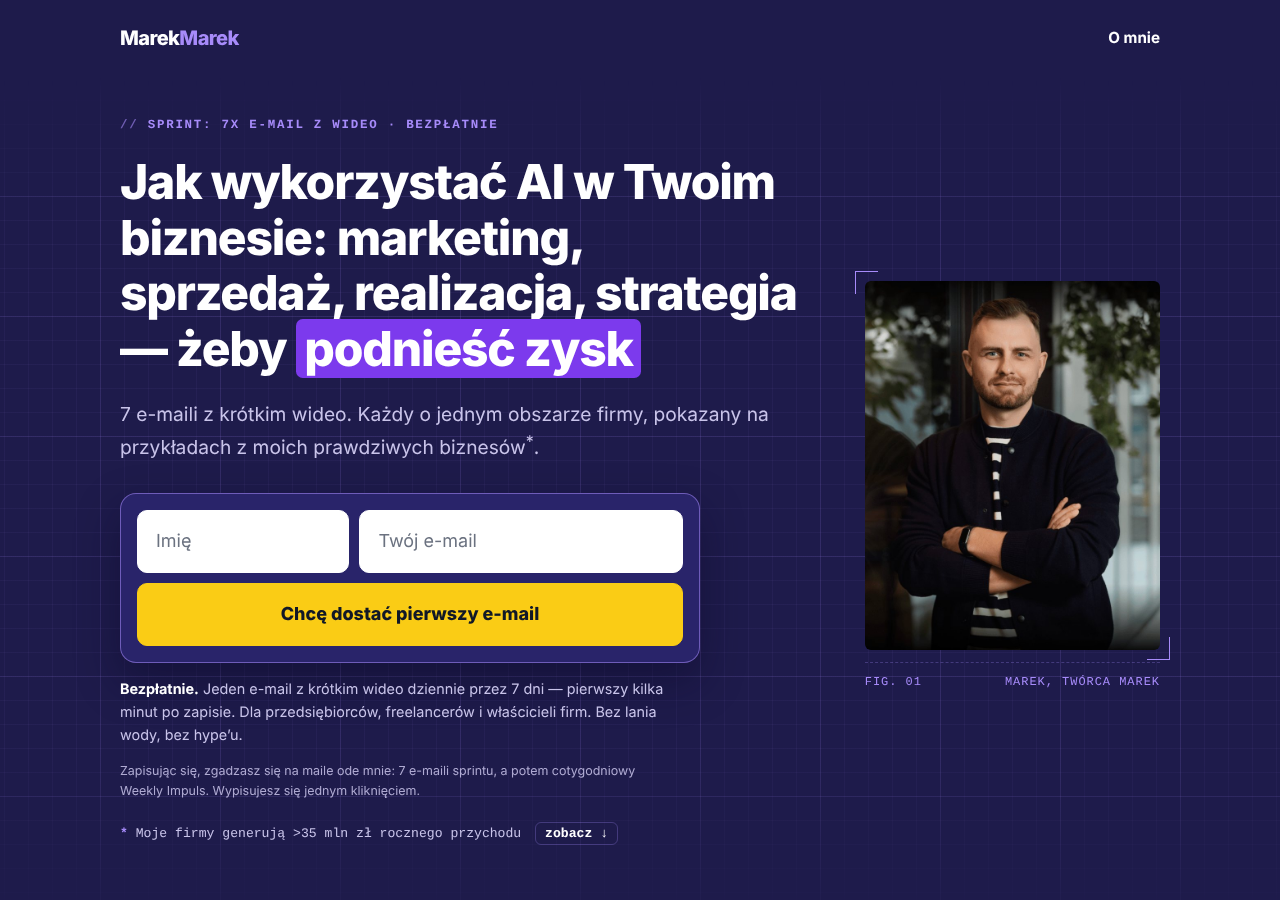 MarekMarek
O mnie
// SPRINT: 7X E-MAIL Z WIDEO · BEZPŁATNIE
Jak wykorzystać AI w Twoim
biznesie: marketing,
sprzedaż, realizacja, strategia
— żeby podnieść zysk
7 e-maili z krótkim wideo. Każdy o jednym obszarze firmy, pokazany na
przykładach z moich prawdziwych biznesów*.
Imię
Twój e-mail
Chcę dostać pierwszy e-mail
Bezpłatnie. Jeden e-mail z krótkim wideo dziennie przez 7 dni — pierwszy kilka
minut po zapisie. Dla przedsiębiorców, freelancerów i właścicieli firm. Bez lania
wody, bez hype’u.
Zapisując się, zgadzasz się na maile ode mnie: 7 e-maili sprintu, a potem cotygodniowy
Weekly Impuls. Wypisujesz się jednym kliknięciem.
* Moje firmy generują >35 mln zł rocznego przychodu
zobacz ↓
FIG. 01
MAREK, TWÓRCA MAREK